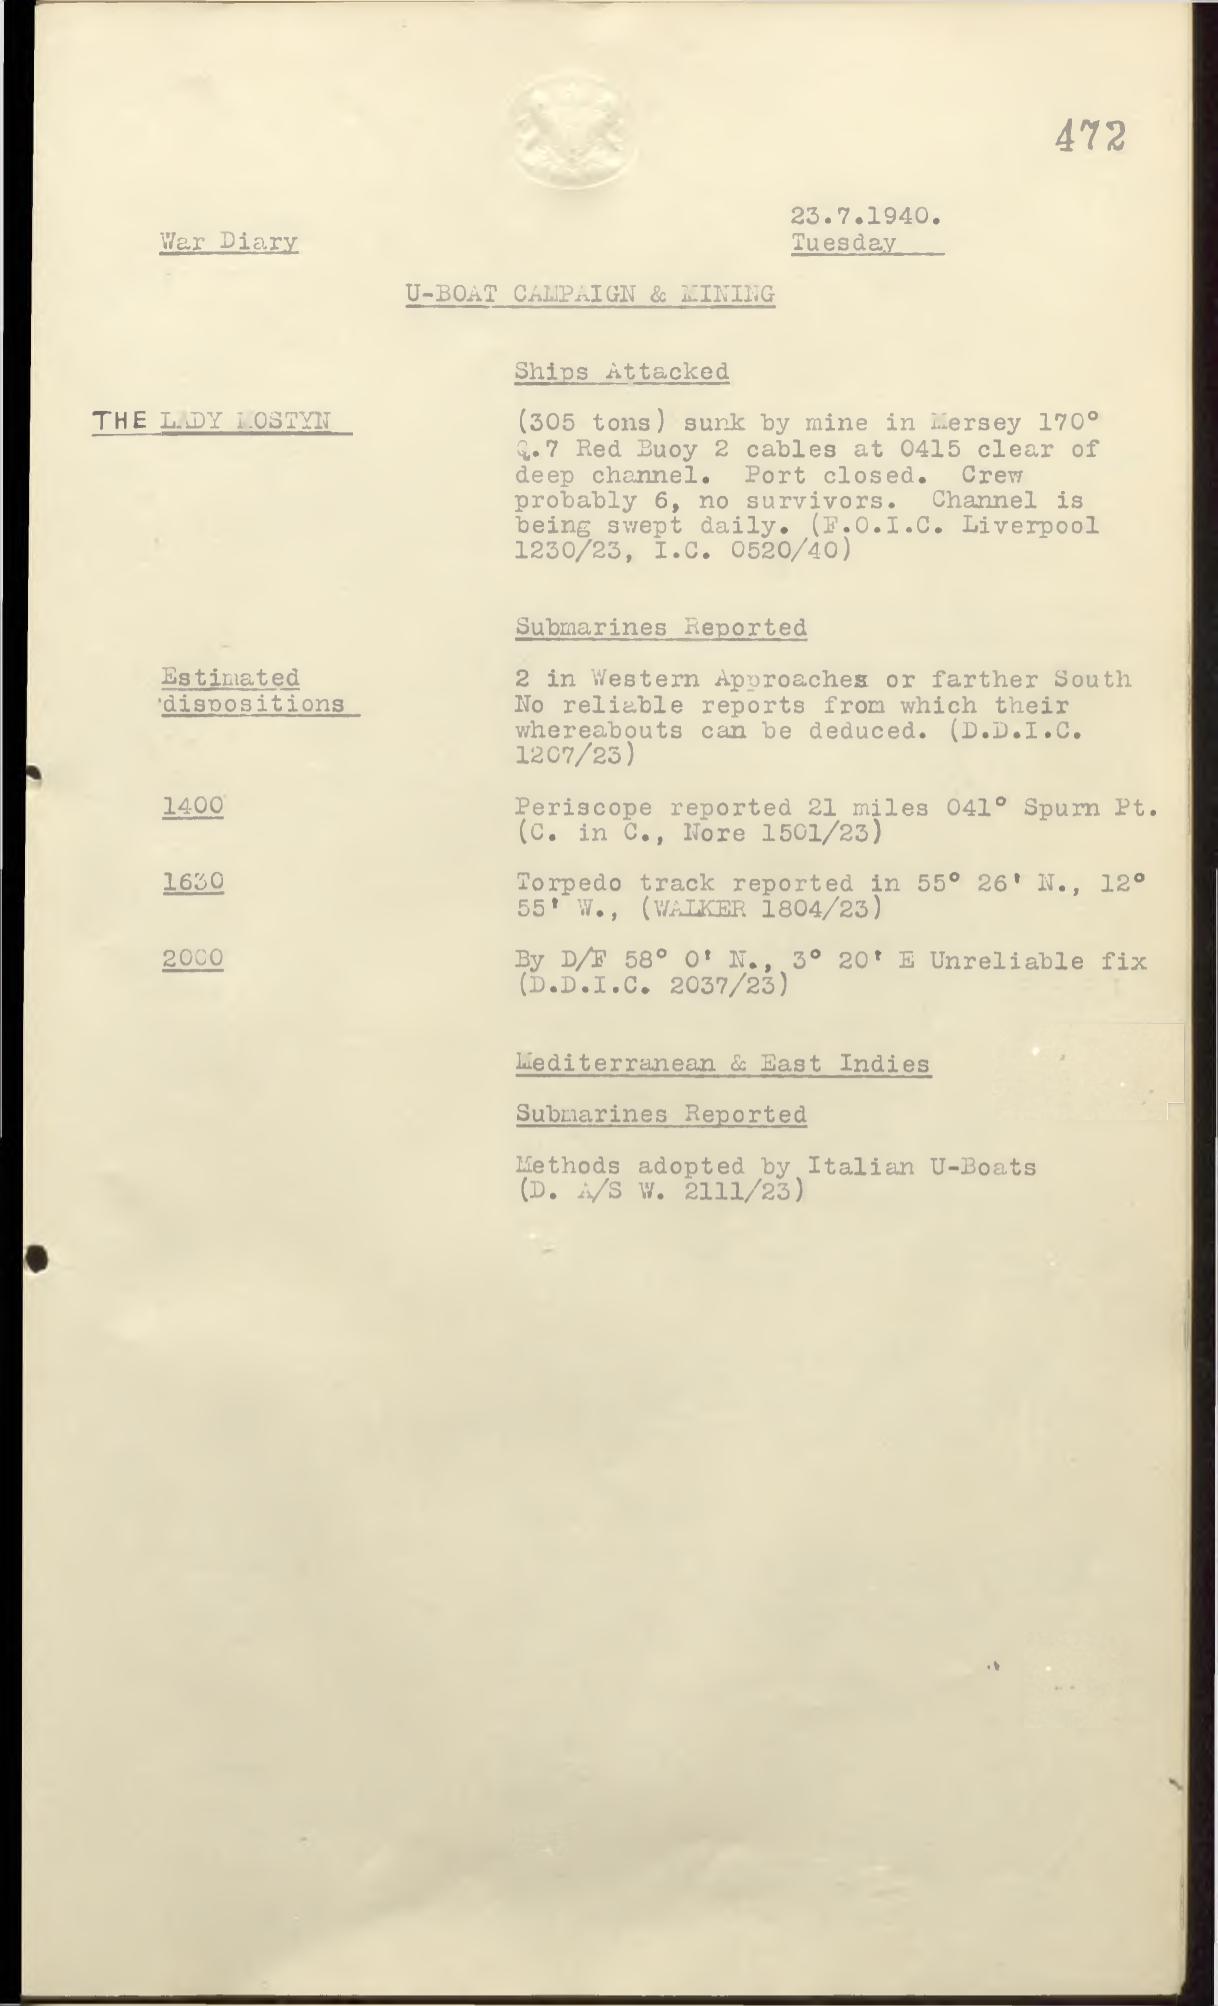 472
23.7.1940.
War Diary
Tuesday
U-BOAT CAMPAIGN & MINING
Ships Attacked
THE LADY MOSTYN
(305 tons) sunk by mine in Mersey 170°
Q.7 Red Buoy 2 cables at 0415 clear of
deep channel. Port closed. Crew
probably 6, no survivors. Channel is
being swept daily. (F.O.I.C. Liverpool
1230/23, I.C. 0520/40)
Submarines Reported
Estimated
dispositions
2 in Western Approaches or farther South
No reliable reports from which their
whereabouts can be deduced. (D.D.I.C.
1207/23)
1400
Periscope reported 21 miles 041° Spurn Pt.
(C. in C., Nore 1501/23)
1630
Torpedo track reported in 55° 26' N., 12°
55' W., (WALKER 1804/23)
2000
By D/F 58° 0' N., 3° 20' E Unreliable fix
(D.D.I.C. 2037/23)
Mediterranean & East Indies
Submarines Reported
Methods adopted by Italian U-Boats
(D. A/S W. 2111/23)